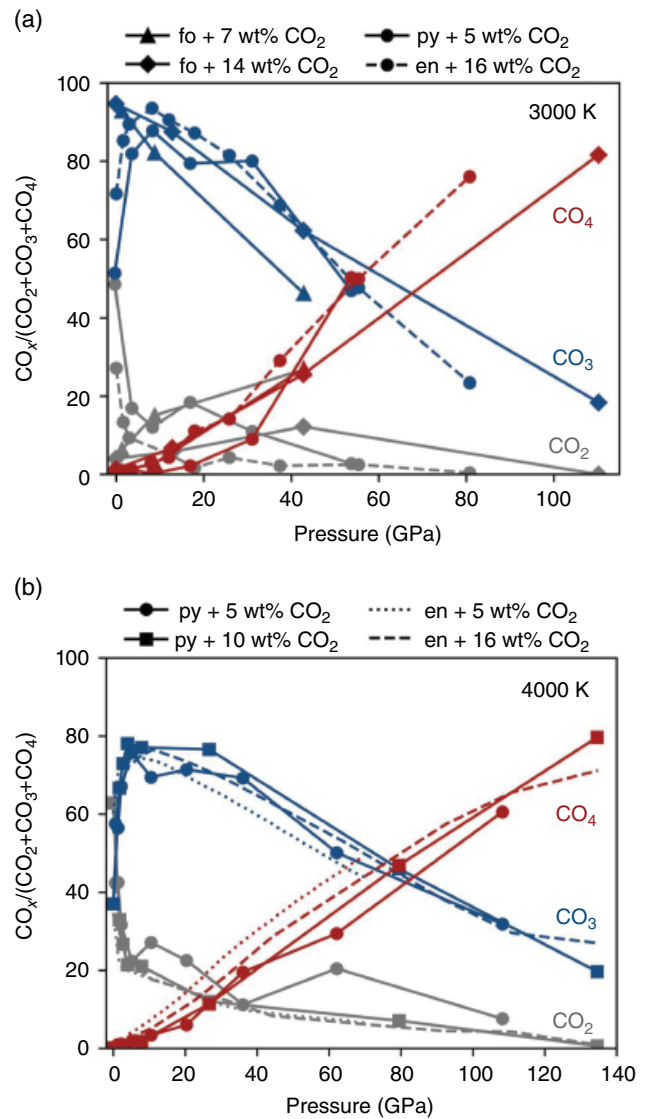 (a)
fo + 7 wt% CO₂ py + 5 wt% CO₂
fo + 14 wt% CO₂ en + 16 wt% CO₂
100
3000 K
80
60
40
20
0
CO₄
CO₃
CO₂
COₓ/(CO₂+CO₃+CO₄)
0 20 40 60 80 100
Pressure (GPa)
(b)
py + 5 wt% CO₂ en + 5 wt% CO₂
py + 10 wt% CO₂ en + 16 wt% CO₂
100
4000 K
80
60
40
20
0
CO₄
CO₃
CO₂
COₓ/(CO₂+CO₃+CO₄)
0 20 40 60 80 100 120 140
Pressure (GPa)